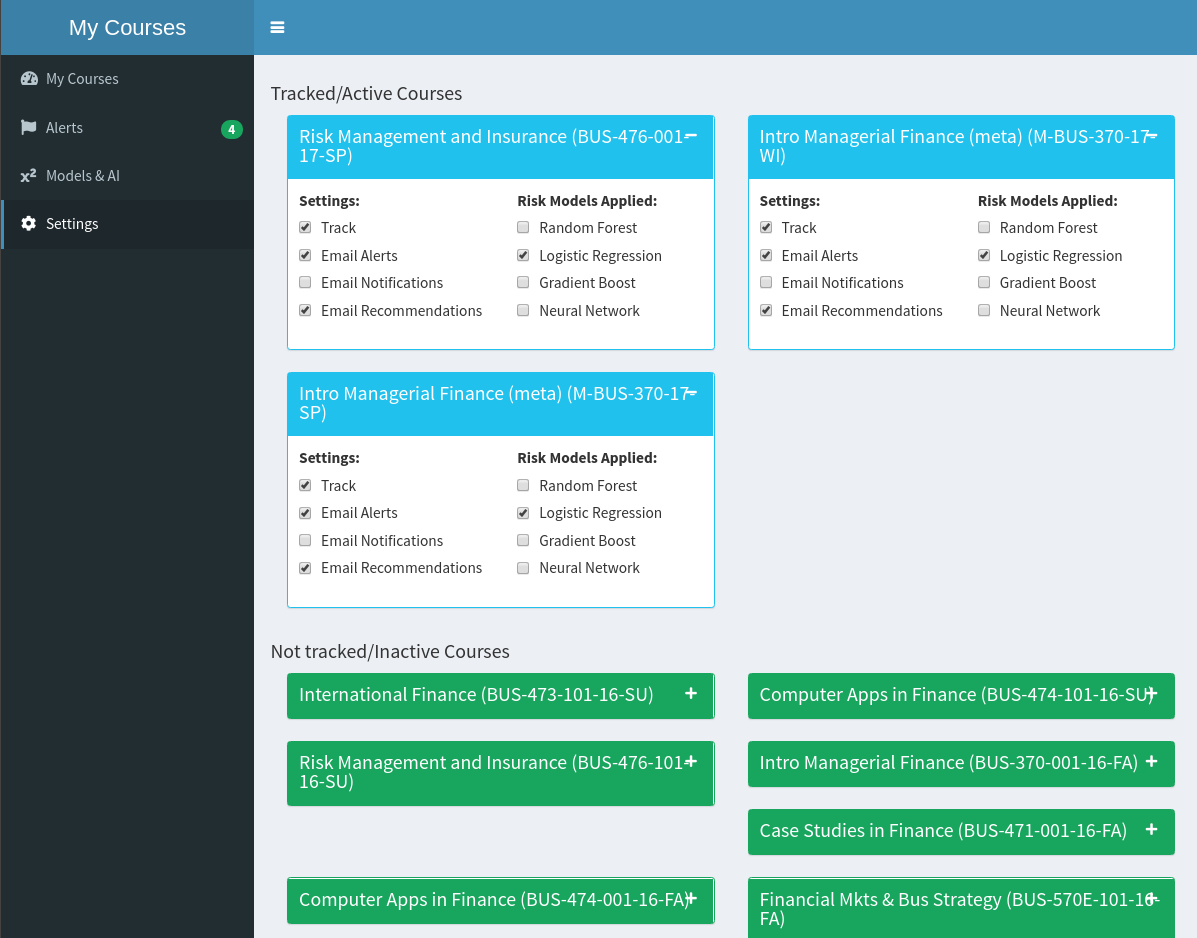 My Courses
My Courses
Alerts
4
Models & AI
Settings
Tracked/Active Courses
Risk Management and Insurance (BUS-476-001-
17-SP)
Settings:
Risk Models Applied:
Track
Random Forest
Email Alerts
Logistic Regression
Email Notifications
Gradient Boost
Email Recommendations
Neural Network
Intro Managerial Finance (meta) (M-BUS-370-17-
WI)
Settings:
Risk Models Applied:
Track
Random Forest
Email Alerts
Logistic Regression
Email Notifications
Gradient Boost
Email Recommendations
Neural Network
Intro Managerial Finance (meta) (M-BUS-370-17-
SP)
Settings:
Risk Models Applied:
Track
Random Forest
Email Alerts
Logistic Regression
Email Notifications
Gradient Boost
Email Recommendations
Neural Network
Not tracked/Inactive Courses
International Finance (BUS-473-101-16-SU)
Computer Apps in Finance (BUS-474-101-16-SU)
Risk Management and Insurance (BUS-476-101-
16-SU)
Intro Managerial Finance (BUS-370-001-16-FA)
Case Studies in Finance (BUS-471-001-16-FA)
Computer Apps in Finance (BUS-474-001-16-FA)
Financial Mkts & Bus Strategy (BUS-570E-101-16-
FA)